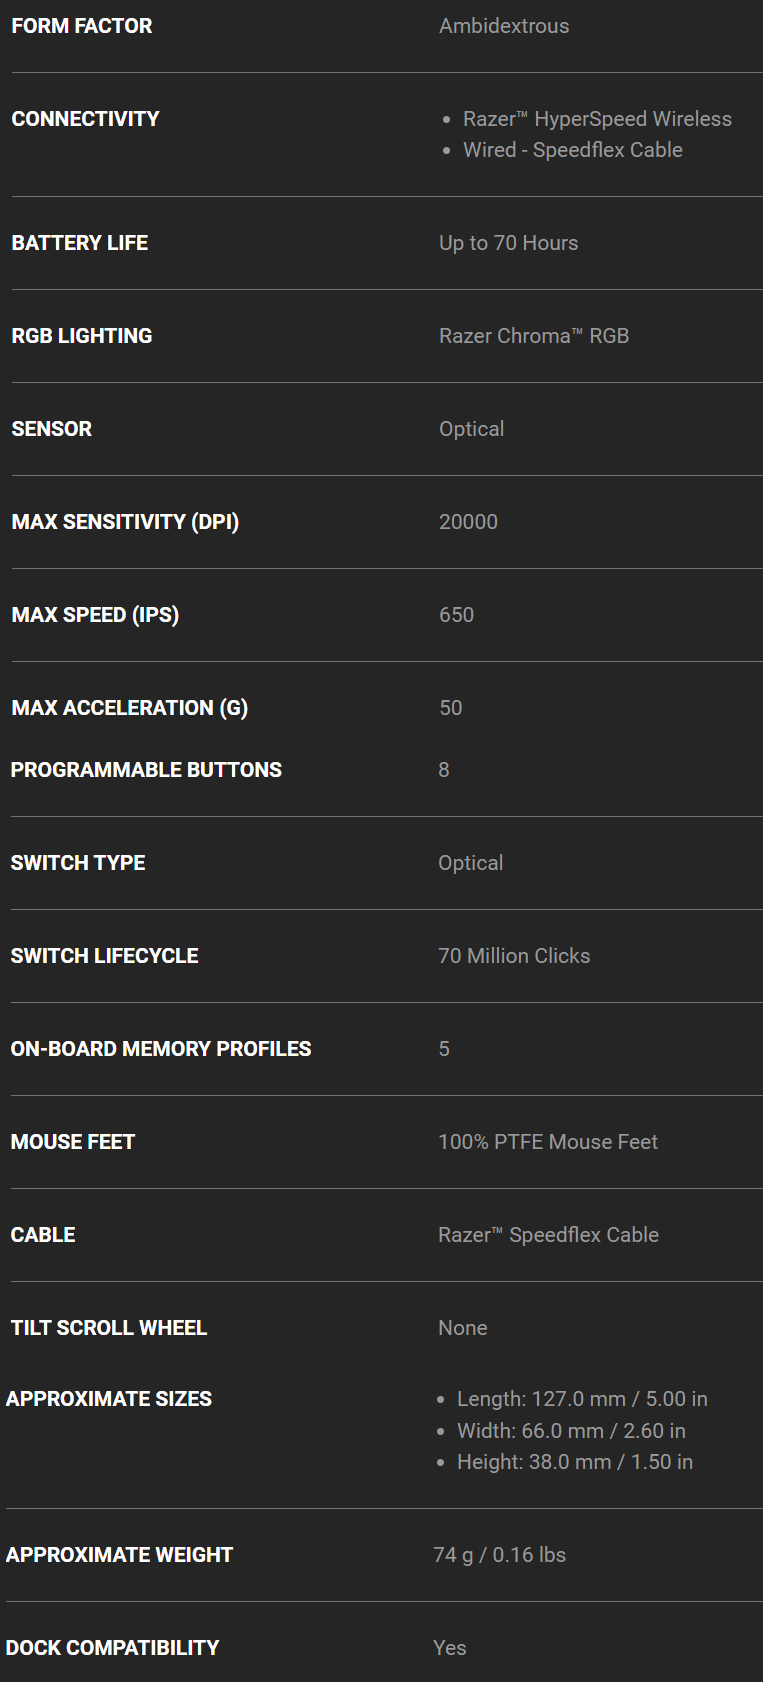 FORM FACTOR Ambidextrous
CONNECTIVITY • Razer™ HyperSpeed Wireless
• Wired - Speedflex Cable
BATTERY LIFE Up to 70 Hours
RGB LIGHTING Razer Chroma™ RGB
SENSOR Optical
MAX SENSITIVITY (DPI) 20000
MAX SPEED (IPS) 650
MAX ACCELERATION (G) 50
PROGRAMMABLE BUTTONS 8
SWITCH TYPE Optical
SWITCH LIFECYCLE 70 Million Clicks
ON-BOARD MEMORY PROFILES 5
MOUSE FEET 100% PTFE Mouse Feet
CABLE Razer™ Speedflex Cable
TILT SCROLL WHEEL None
APPROXIMATE SIZES • Length: 127.0 mm / 5.00 in
• Width: 66.0 mm / 2.60 in
• Height: 38.0 mm / 1.50 in
APPROXIMATE WEIGHT 74 g / 0.16 lbs
DOCK COMPATIBILITY Yes